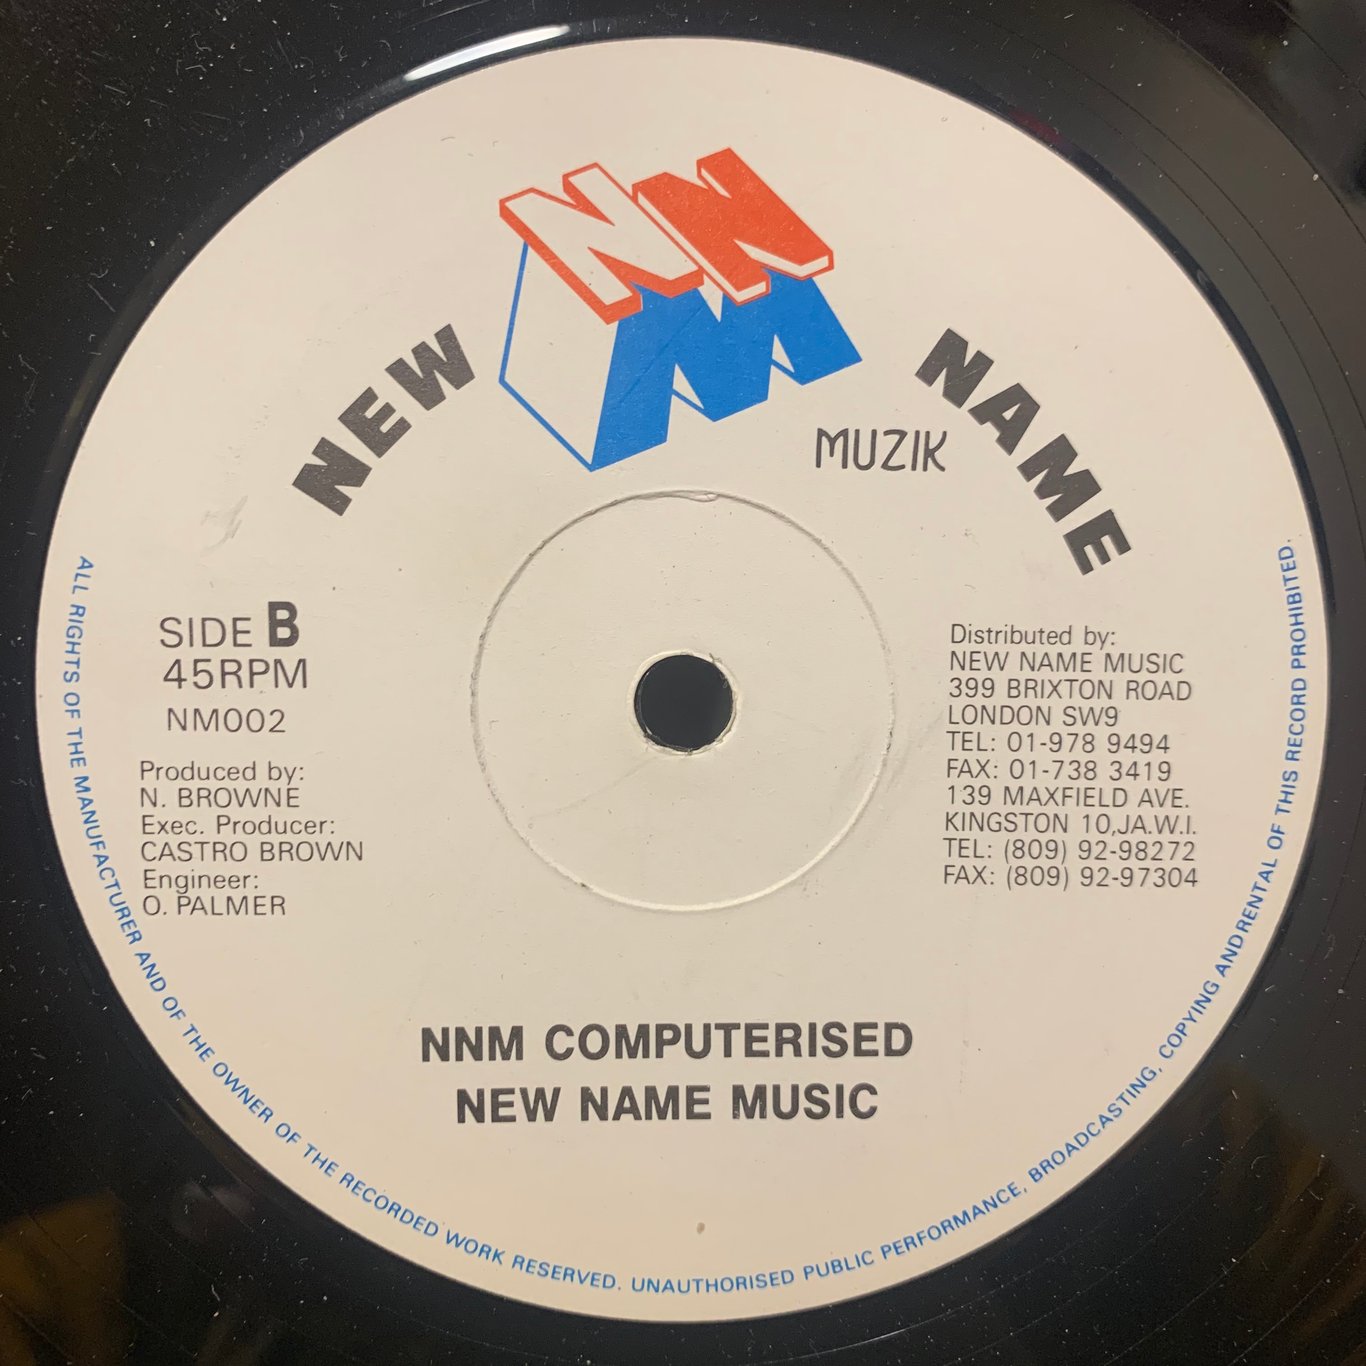 NNM
NEW NAME
MUZIK
SIDE B
45RPM
NM002
Produced by:
N. BROWNE
Exec. Producer:
CASTRO BROWN
Engineer:
O. PALMER
Distributed by:
NEW NAME MUSIC
399 BRIXTON ROAD
LONDON SW9
TEL: 01-978 9494
FAX: 01-738 3419
139 MAXFIELD AVE.
KINGSTON 10,JA.W.I.
TEL: (809) 92-98272
FAX: (809) 92-97304
NNM COMPUTERISED
NEW NAME MUSIC
ALL RIGHTS OF THE MANUFACTURER AND OF THE OWNER OF THE RECORDED WORK RESERVED. UNAUTHORISED PUBLIC PERFORMANCE, BROADCASTING, COPYING ANDRENTAL OF THIS RECORD PROHIBITED.